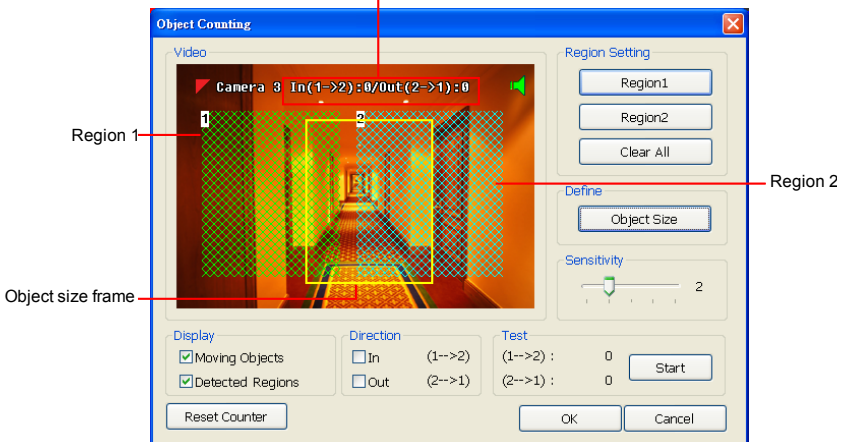 Object Counting
Video
Camera 3 In(1->2):0/Out(2->1):0
1
2
Region 1
Region 2
Object size frame
Region Setting
Region1
Region2
Clear All
Define
Object Size
Sensitivity
2
Display
Moving Objects
Detected Regions
Direction
In (1-->2)
Out (2-->1)
Test
(1-->2) : 0
(2-->1) : 0
Start
Reset Counter
OK
Cancel